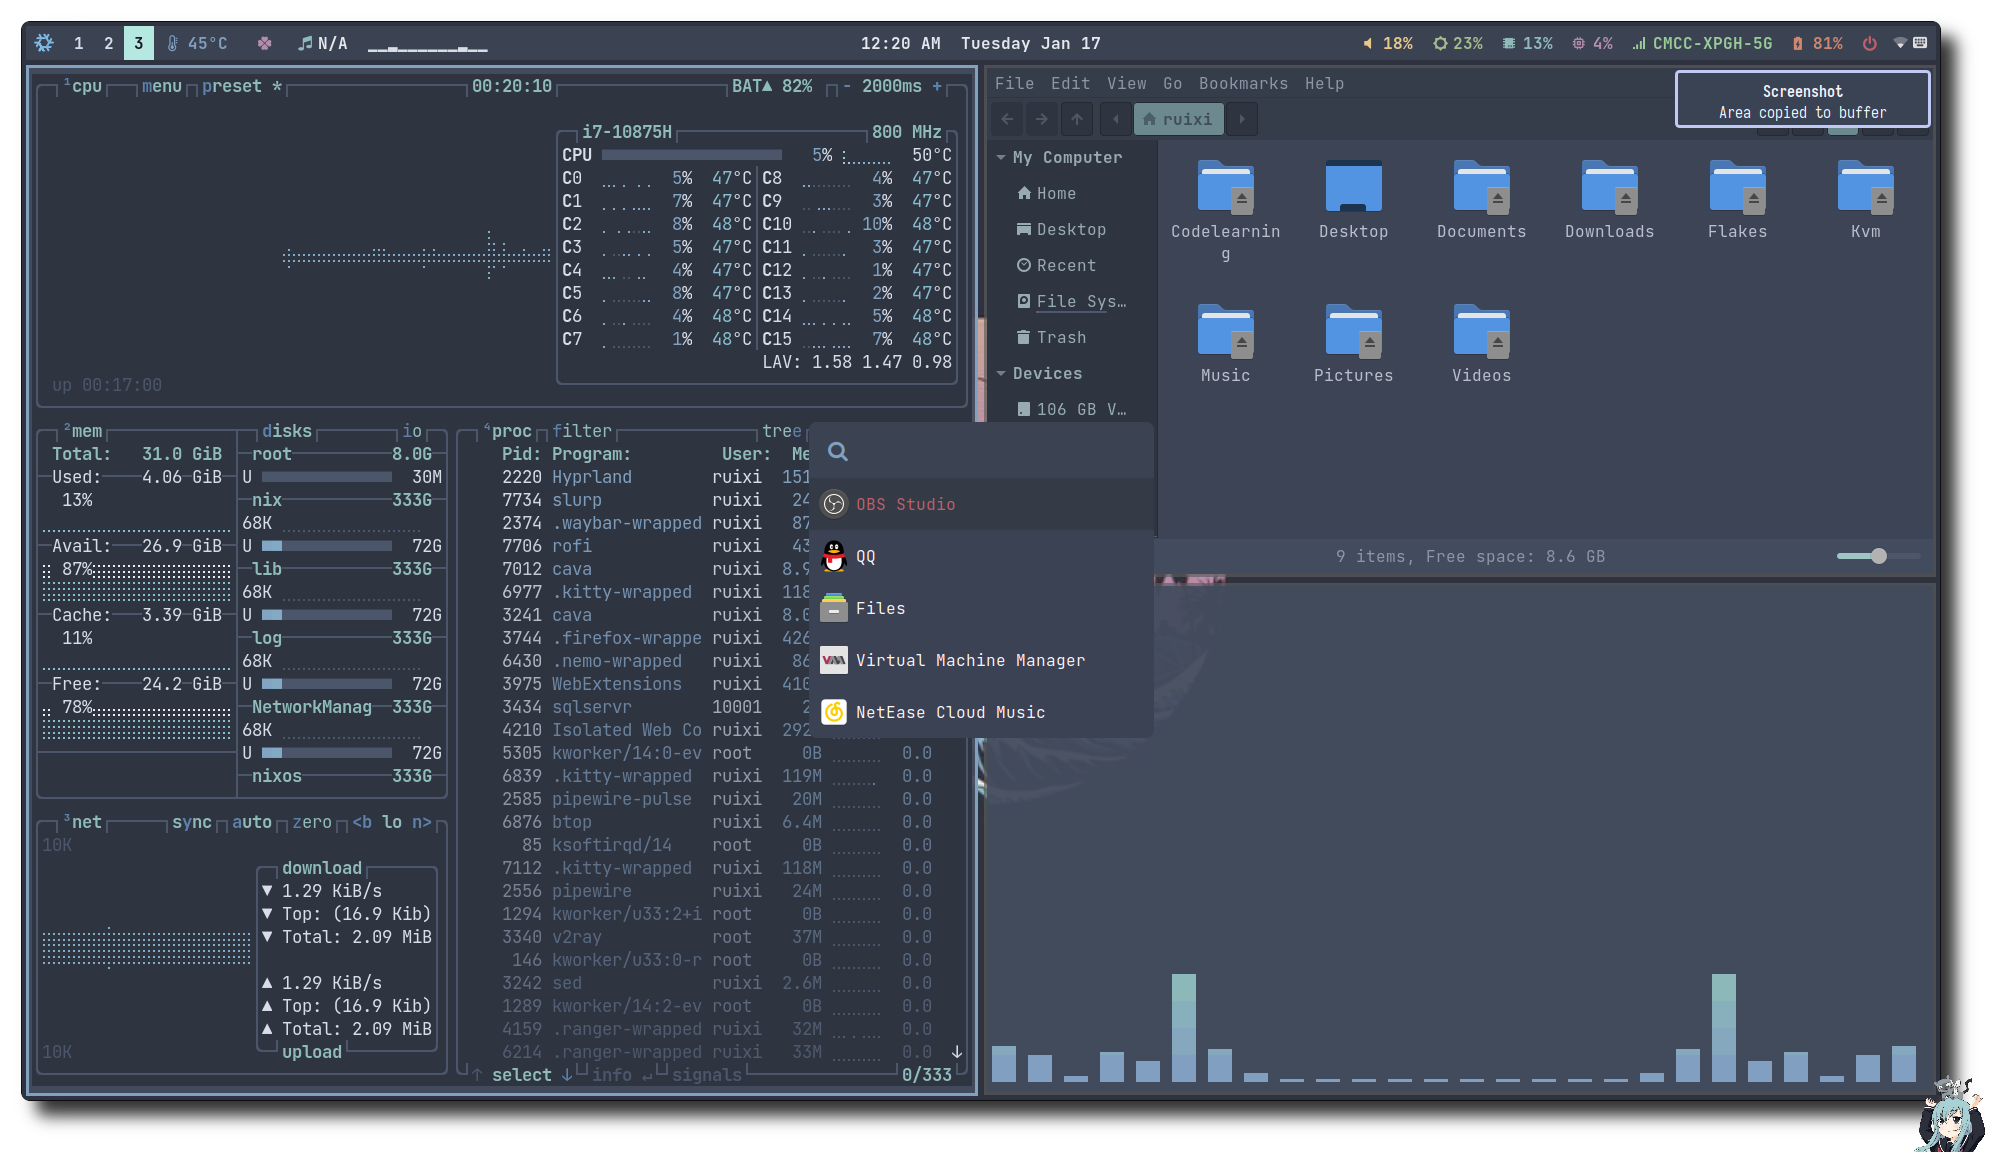 1 2 3 45°C N/A 12:20 AM Tuesday Jan 17 18% 23% 13% 4% CMCC-XPGH-5G 81%
¹cpu menu preset * 00:20:10 BAT▲ 82% - 2000ms +
i7-10875H 800 MHz
CPU 5% 50°C
C0 5% 47°C C8 4% 47°C
C1 7% 47°C C9 3% 47°C
C2 8% 48°C C10 10% 48°C
C3 5% 47°C C11 3% 47°C
C4 4% 47°C C12 1% 47°C
C5 8% 47°C C13 2% 47°C
C6 4% 48°C C14 5% 48°C
C7 1% 48°C C15 7% 48°C
LAV: 1.58 1.47 0.98
up 00:17:00
²mem
Total: 31.0 GiB
Used: 4.06 GiB
13%
Avail: 26.9 GiB
87%
Cache: 3.39 GiB
11%
Free: 24.2 GiB
78%
disks io
root 8.0G
U 30M
nix 333G
68K
U 72G
lib 333G
68K
U 72G
log 333G
68K
U 72G
NetworkManag 333G
68K
U 72G
nixos 333G
³net sync auto zero <b lo n>
10K
download
▼ 1.29 KiB/s
▼ Top: (16.9 Kib)
▼ Total: 2.09 MiB
▲ 1.29 KiB/s
▲ Top: (16.9 Kib)
▲ Total: 2.09 MiB
10K
upload
⁴proc filter tree
Pid: Program: User: Me
2220 Hyprland ruixi 151
7734 slurp ruixi 24
2374 .waybar-wrapped ruixi 87
7706 rofi ruixi 43
7012 cava ruixi 8.9
6977 .kitty-wrapped ruixi 118
3241 cava ruixi 8.0
3744 .firefox-wrappe ruixi 426
6430 .nemo-wrapped ruixi 86
3975 WebExtensions ruixi 410
3434 sqlservr 10001 2
4210 Isolated Web Co ruixi 292
5305 kworker/14:0-ev root 0B 0.0
6839 .kitty-wrapped ruixi 119M 0.0
2585 pipewire-pulse ruixi 20M 0.0
6876 btop ruixi 6.4M 0.0
85 ksoftirqd/14 root 0B 0.0
7112 .kitty-wrapped ruixi 118M 0.0
2556 pipewire ruixi 24M 0.0
1294 kworker/u33:2+i root 0B 0.0
3340 v2ray root 37M 0.0
146 kworker/u33:0-r root 0B 0.0
3242 sed ruixi 2.6M 0.0
1289 kworker/14:2-ev root 0B 0.0
4159 .ranger-wrapped ruixi 32M 0.0
6214 .ranger-wrapped ruixi 33M 0.0 ↓
↑ select ↓ info ↵ signals 0/333
File Edit View Go Bookmarks Help
Screenshot
Area copied to buffer
ruixi
My Computer
Home
Desktop
Recent
File Sys…
Trash
Devices
106 GB V…
Codelearnin
g
Desktop
Documents
Downloads
Flakes
Kvm
Music
Pictures
Videos
9 items, Free space: 8.6 GB
OBS Studio
QQ
Files
VMM
Virtual Machine Manager
NetEase Cloud Music